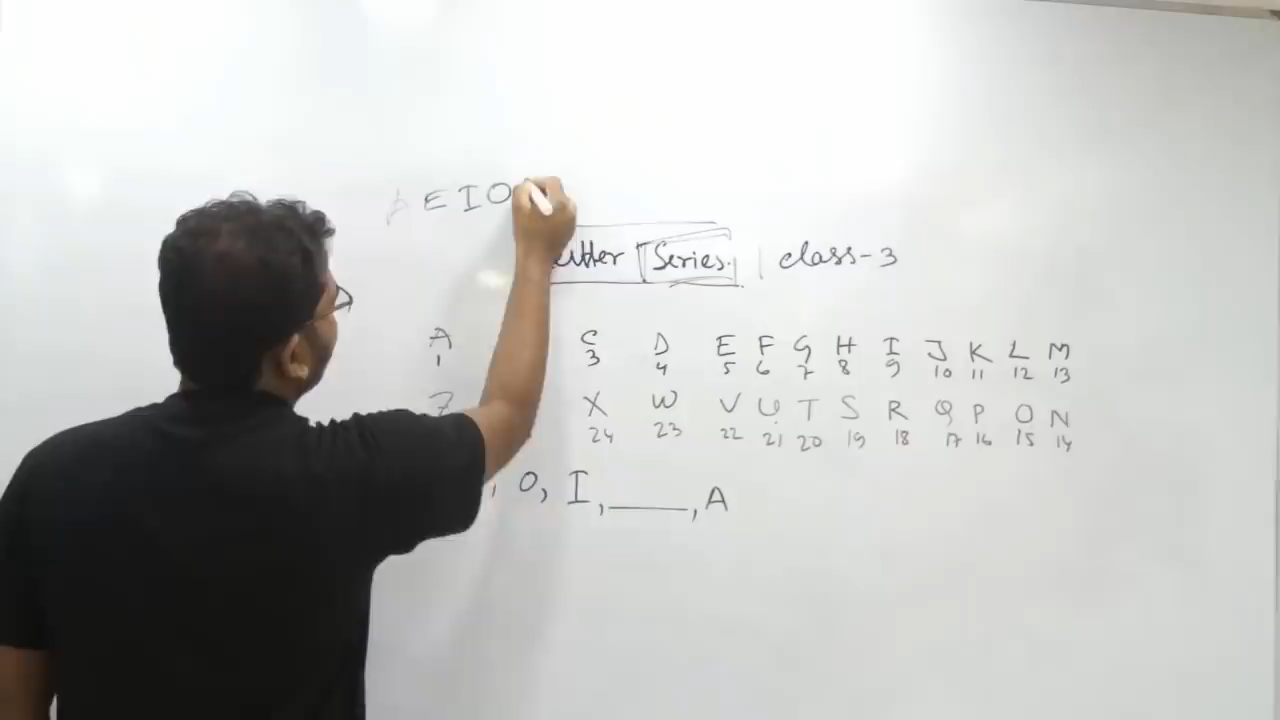 A E I O
Letter Series. | class-3
A C D E F G H I J K L M
1 3 4 5 6 7 8 9 10 11 12 13
Z X W V U T S R Q P O N
24 23 22 21 20 19 18 17 16 15 14
, O, I, ____, A